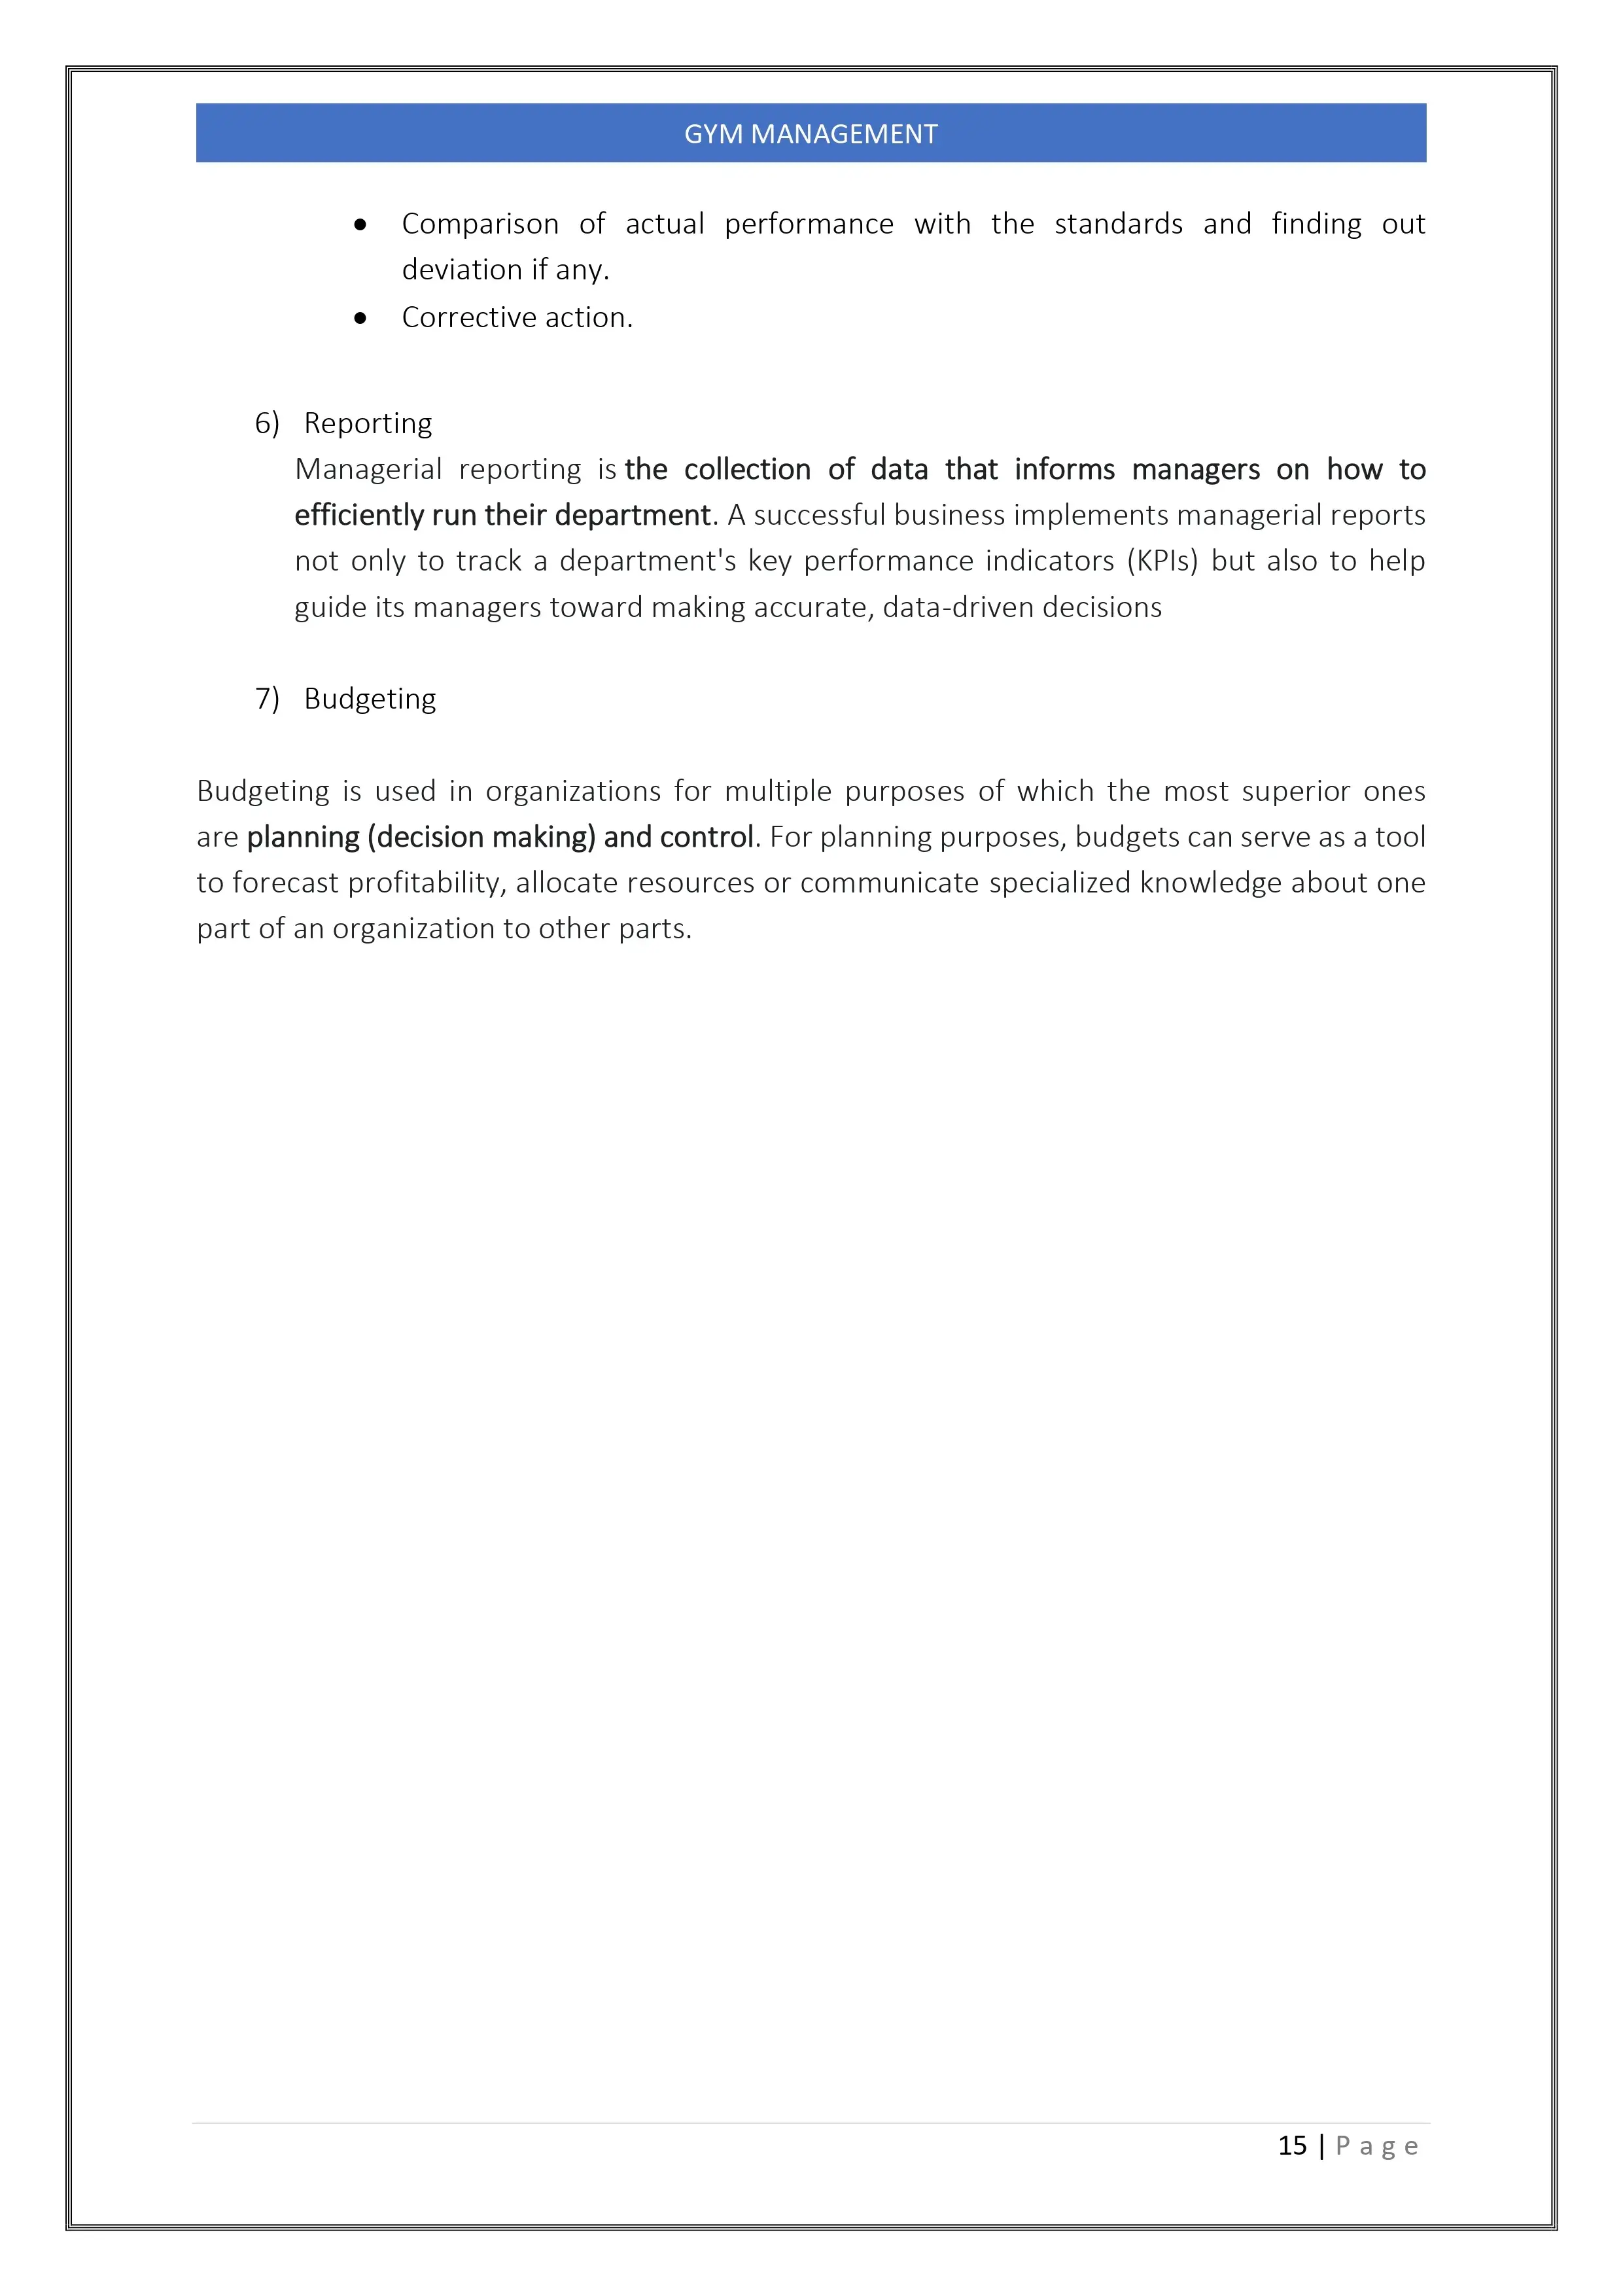 GYM MANAGEMENT
• Comparison of actual performance with the standards and finding out
deviation if any.
• Corrective action.
6) Reporting
Managerial reporting is the collection of data that informs managers on how to
efficiently run their department. A successful business implements managerial reports
not only to track a department's key performance indicators (KPIs) but also to help
guide its managers toward making accurate, data-driven decisions
7) Budgeting
Budgeting is used in organizations for multiple purposes of which the most superior ones
are planning (decision making) and control. For planning purposes, budgets can serve as a tool
to forecast profitability, allocate resources or communicate specialized knowledge about one
part of an organization to other parts.
15 | P a g e